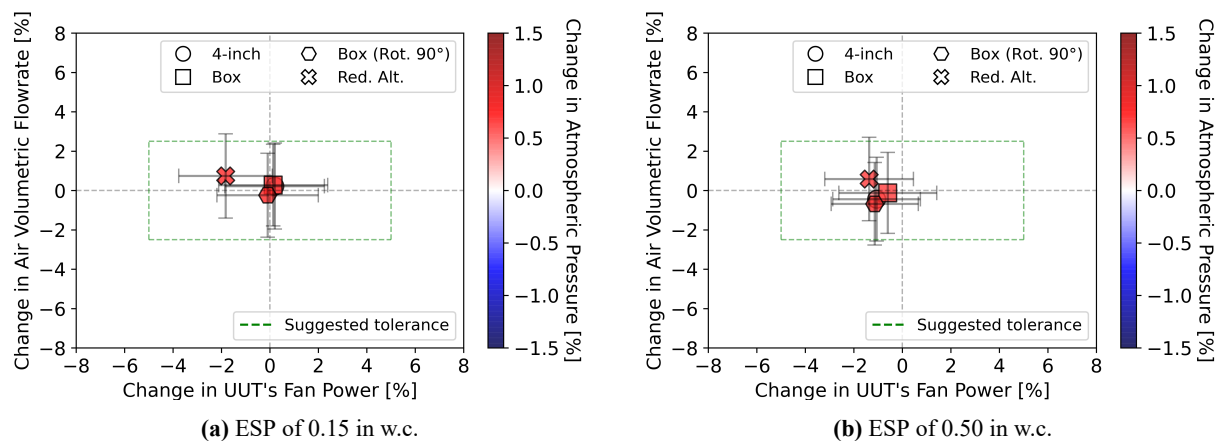 Change in Air Volumetric Flowrate [%]
8
6
4
2
0
−2
−4
−6
−8
4-inch
Box
Box (Rot. 90°)
Red. Alt.
Suggested tolerance
−8 −6 −4 −2 0 2 4 6 8
Change in UUT's Fan Power [%]
1.5
1.0
0.5
0.0
−0.5
−1.0
−1.5
Change in Atmospheric Pressure [%]
(a) ESP of 0.15 in w.c.
Change in Air Volumetric Flowrate [%]
8
6
4
2
0
−2
−4
−6
−8
4-inch
Box
Box (Rot. 90°)
Red. Alt.
Suggested tolerance
−8 −6 −4 −2 0 2 4 6 8
Change in UUT's Fan Power [%]
1.5
1.0
0.5
0.0
−0.5
−1.0
−1.5
Change in Atmospheric Pressure [%]
(b) ESP of 0.50 in w.c.